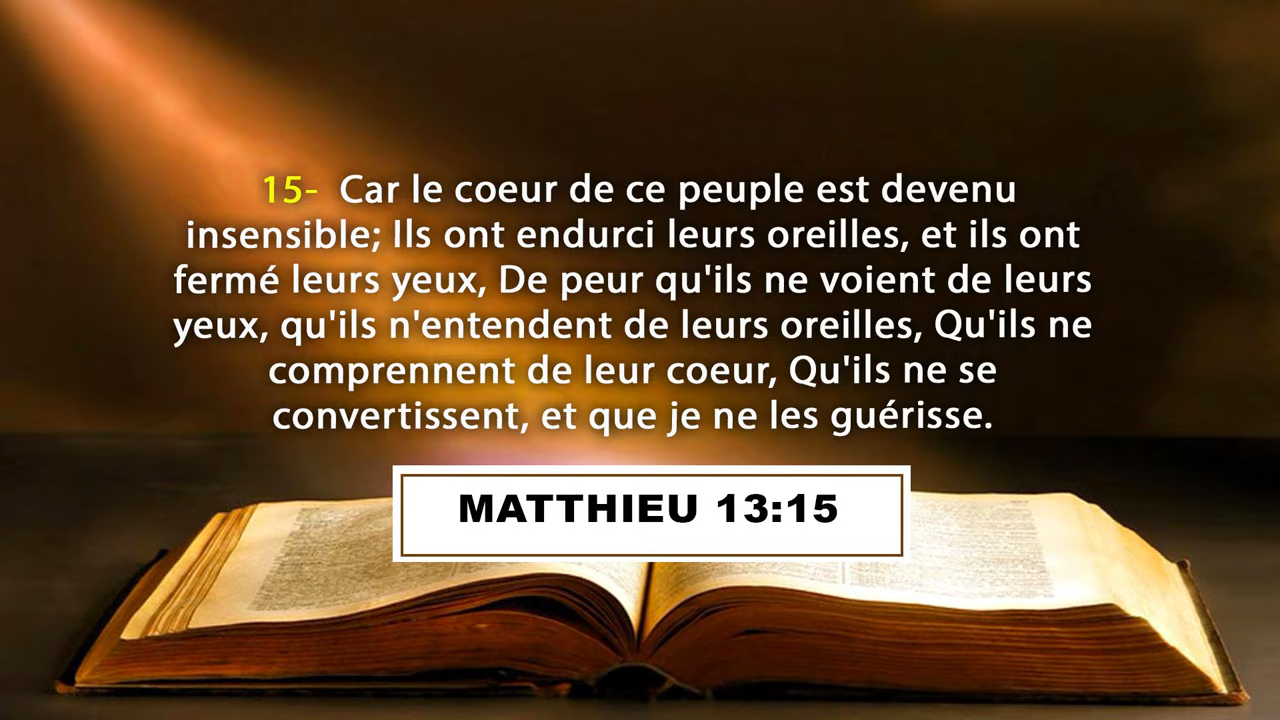 15- Car le coeur de ce peuple est devenu
insensible; Ils ont endurci leurs oreilles, et ils ont
fermé leurs yeux, De peur qu'ils ne voient de leurs
yeux, qu'ils n'entendent de leurs oreilles, Qu'ils ne
comprennent de leur coeur, Qu'ils ne se
convertissent, et que je ne les guérisse.
MATTHIEU 13:15